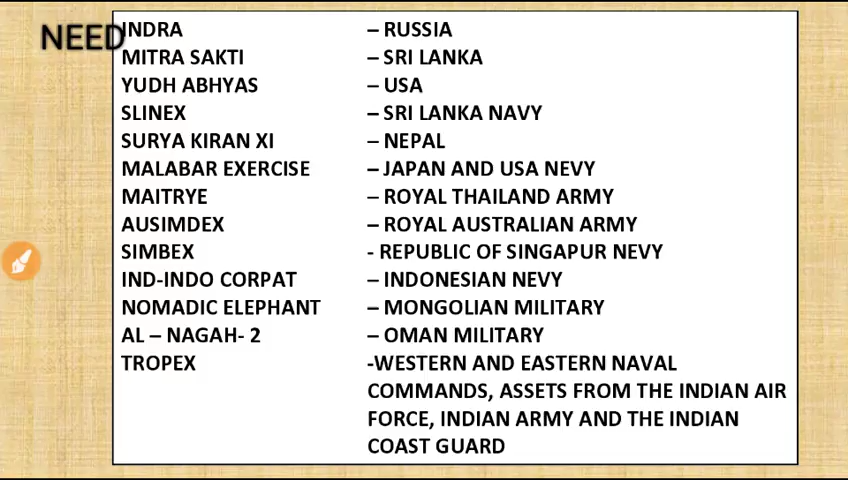 NEED
INDRA – RUSSIA
MITRA SAKTI – SRI LANKA
YUDH ABHYAS – USA
SLINEX – SRI LANKA NAVY
SURYA KIRAN XI – NEPAL
MALABAR EXERCISE – JAPAN AND USA NEVY
MAITRYE – ROYAL THAILAND ARMY
AUSIMDEX – ROYAL AUSTRALIAN ARMY
SIMBEX - REPUBLIC OF SINGAPUR NEVY
IND-INDO CORPAT – INDONESIAN NEVY
NOMADIC ELEPHANT – MONGOLIAN MILITARY
AL – NAGAH- 2 – OMAN MILITARY
TROPEX -WESTERN AND EASTERN NAVAL
COMMANDS, ASSETS FROM THE INDIAN AIR
FORCE, INDIAN ARMY AND THE INDIAN
COAST GUARD